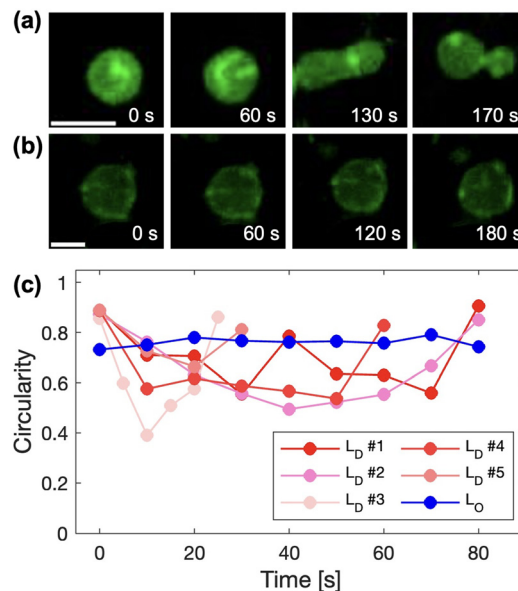 (a)
0 s
60 s
130 s
170 s
(b)
0 s
60 s
120 s
180 s
(c)
1
0.8
0.6
0.4
0.2
0
Circularity
L_D #1
L_D #4
L_D #2
L_D #5
L_D #3
L_O
0
20
40
60
80
Time [s]